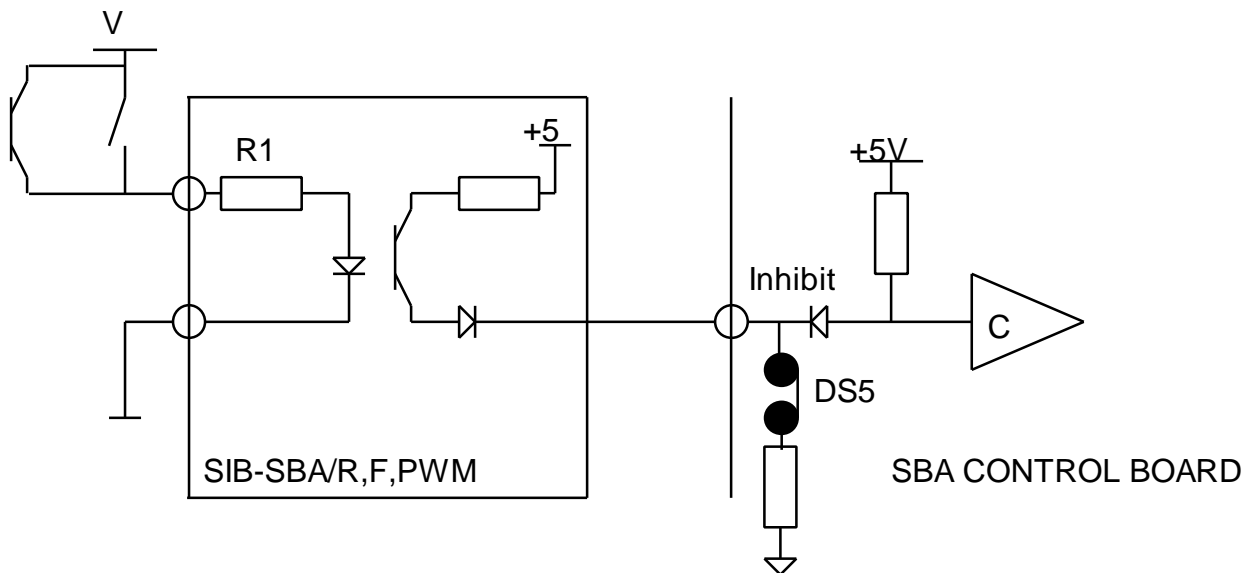 V
+5
R1
+5V
Inhibit
C
DS5
SIB-SBA/R,F,PWM
SBA CONTROL BOARD